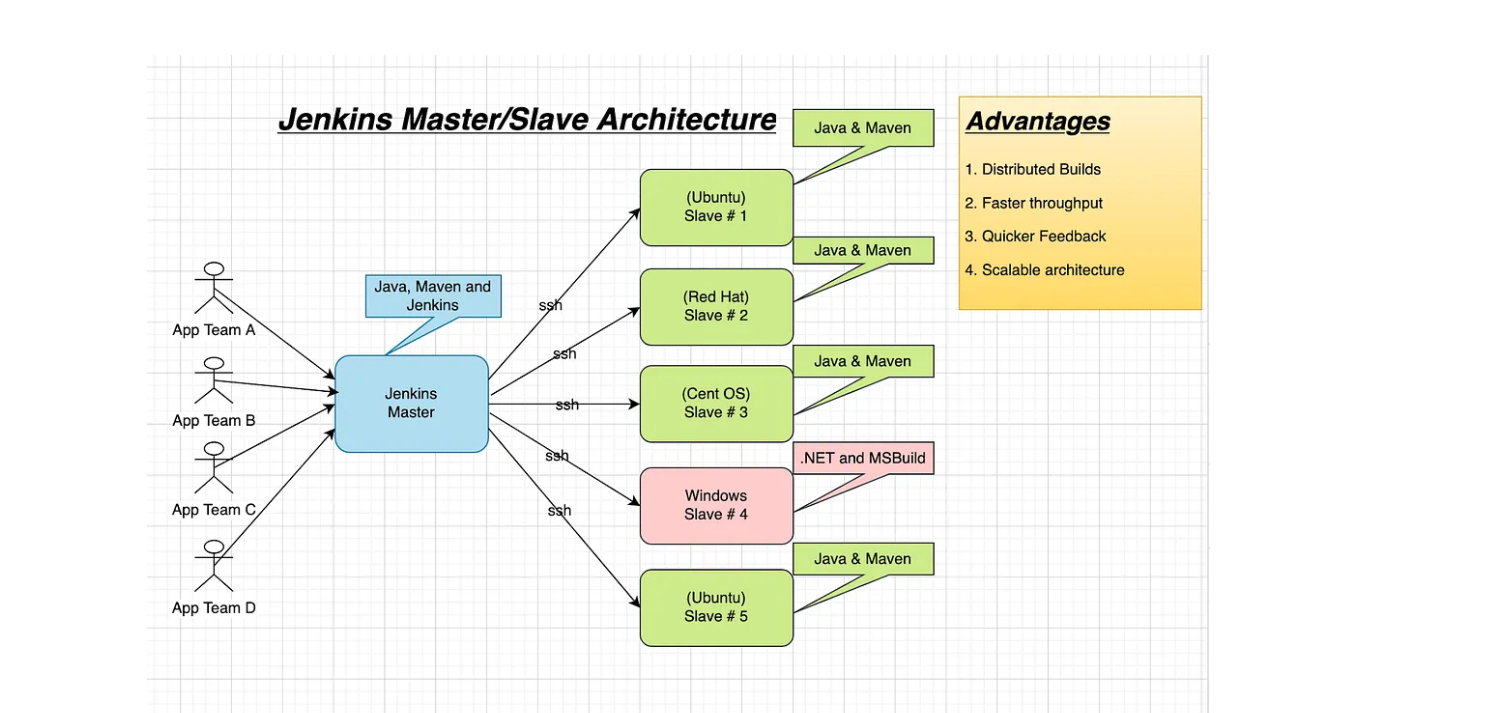 Jenkins Master/Slave Architecture
Java & Maven
Advantages
1. Distributed Builds
2. Faster throughput
3. Quicker Feedback
4. Scalable architecture
(Ubuntu)
Slave # 1
Java & Maven
(Red Hat)
Slave # 2
Java, Maven and
Jenkins
App Team A
App Team B
App Team C
App Team D
Jenkins
Master
ssh
ssh
ssh
ssh
ssh
Java & Maven
(Cent OS)
Slave # 3
.NET and MSBuild
Windows
Slave # 4
Java & Maven
(Ubuntu)
Slave # 5